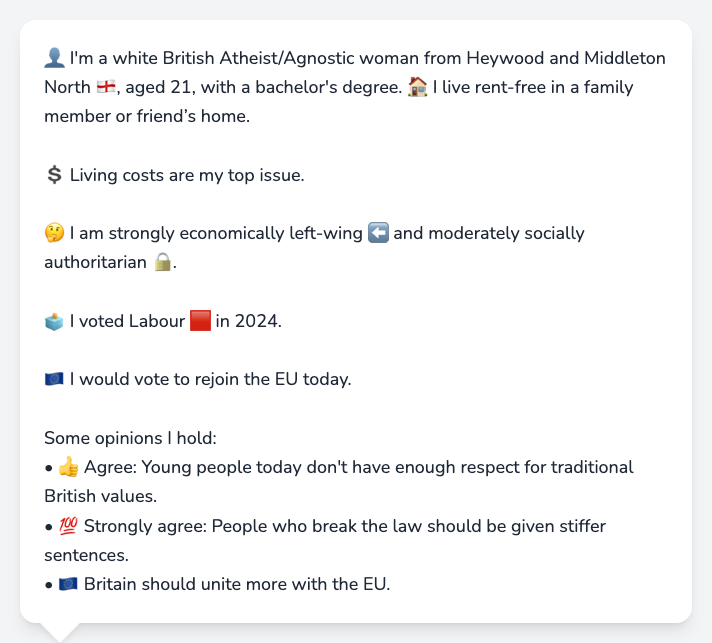 👤 I'm a white British Atheist/Agnostic woman from Heywood and Middleton
North 🏴󠁧󠁢󠁥󠁮󠁧󠁿, aged 21, with a bachelor's degree. 🏠 I live rent-free in a family
member or friend’s home.
💲 Living costs are my top issue.
🤔 I am strongly economically left-wing ⬅️ and moderately socially
authoritarian 🔒.
🗳️ I voted Labour 🟥 in 2024.
🇪🇺 I would vote to rejoin the EU today.
Some opinions I hold:
• 👍 Agree: Young people today don't have enough respect for traditional
British values.
• 💯 Strongly agree: People who break the law should be given stiffer
sentences.
• 🇪🇺 Britain should unite more with the EU.